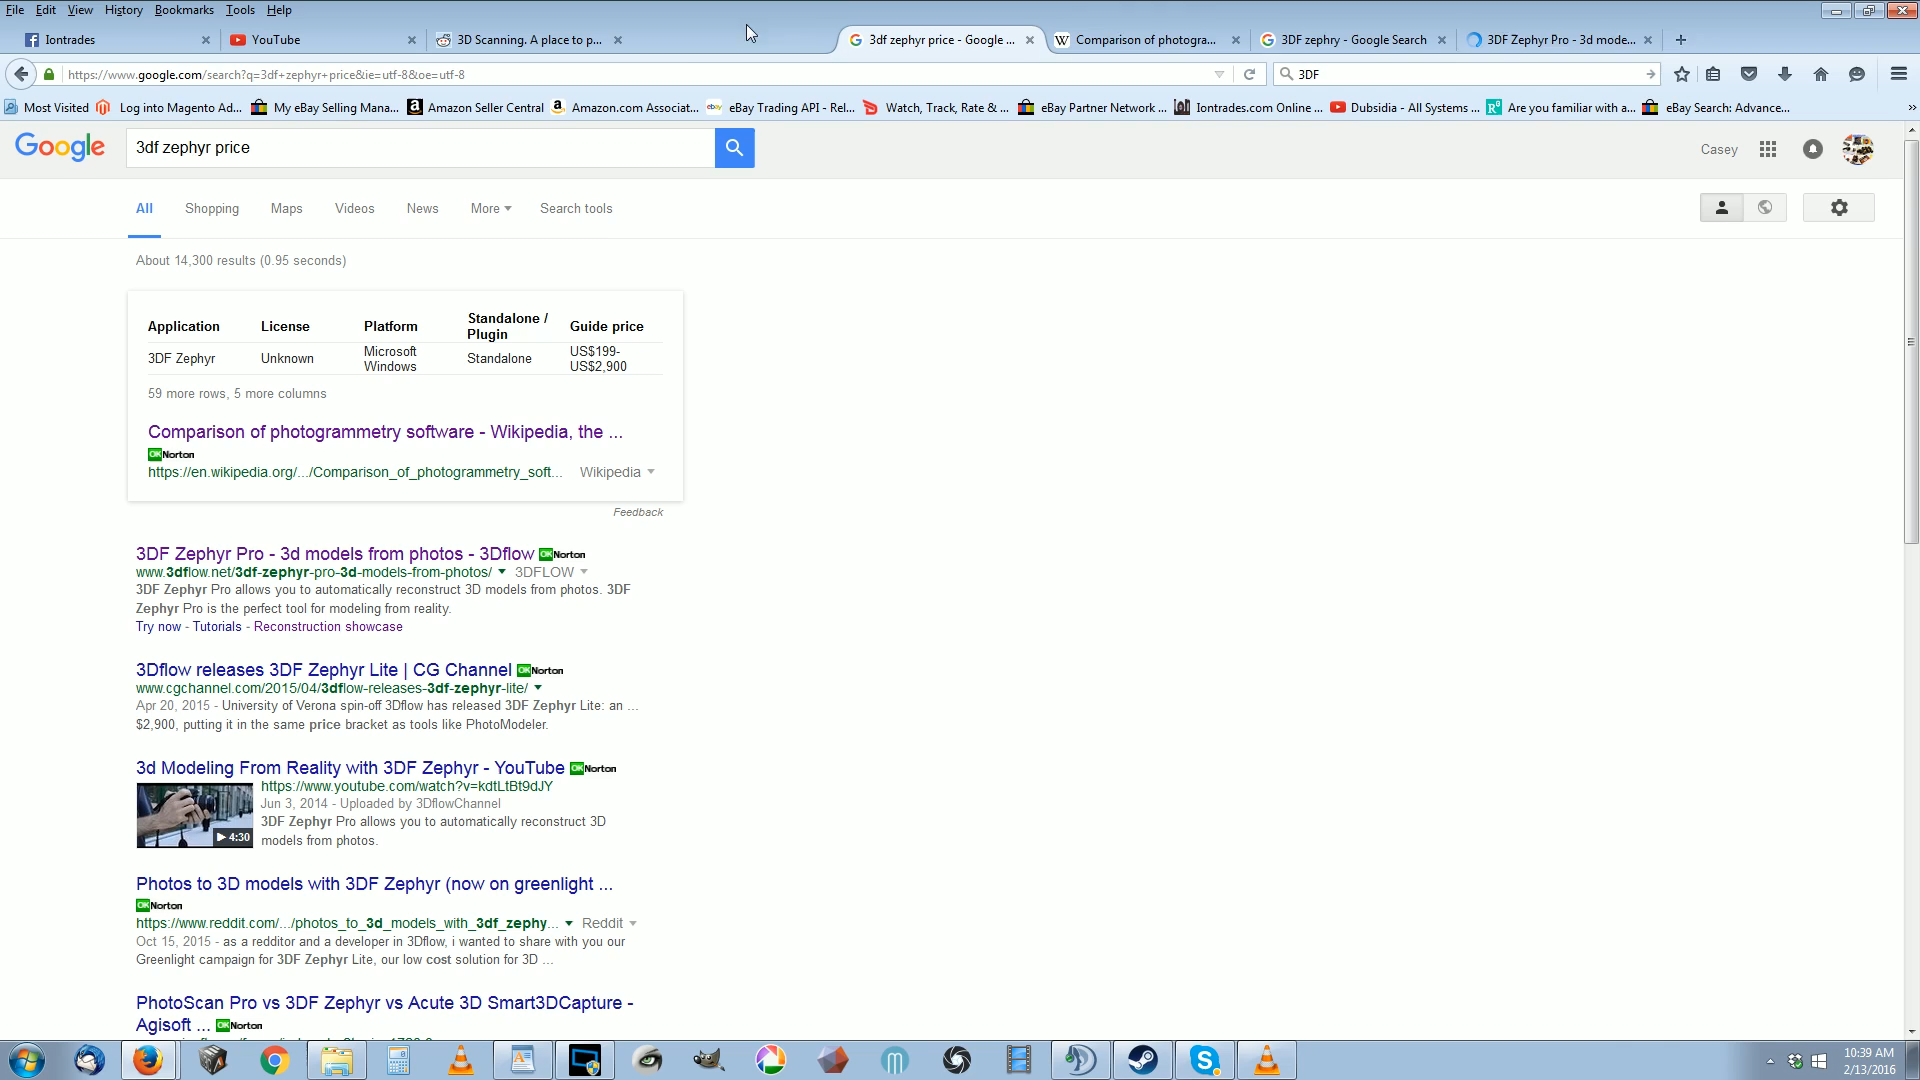 File Edit View History Bookmarks Tools Help
Iontrades
YouTube
3D Scanning. A place to p...
3df zephyr price - Google ...
Comparison of photogra...
3DF zephry - Google Search
3DF Zephyr Pro - 3d mode...
https://www.google.com/search?q=3df+zephyr+price&ie=utf-8&oe=utf-8
3DF
Most Visited Log into Magento Ad... My eBay Selling Mana... Amazon Seller Central Amazon.com Associat... eBay Trading API - Rel... Watch, Track, Rate & ... eBay Partner Network ... Iontrades.com Online ... Dubsidia - All Systems ... Are you familiar with a... eBay Search: Advance...
Google
3df zephyr price
Casey
All Shopping Maps Videos News More Search tools
About 14,300 results (0.95 seconds)
Application License Platform Standalone / Plugin Guide price
3DF Zephyr Unknown Microsoft Windows Standalone US$199-US$2,900
59 more rows, 5 more columns
Comparison of photogrammetry software - Wikipedia, the ...
OK Norton
https://en.wikipedia.org/.../Comparison_of_photogrammetry_soft... Wikipedia
Feedback
3DF Zephyr Pro - 3d models from photos - 3Dflow OK Norton
www.3dflow.net/3df-zephyr-pro-3d-models-from-photos/ 3DFLOW
3DF Zephyr Pro allows you to automatically reconstruct 3D models from photos. 3DF
Zephyr Pro is the perfect tool for modeling from reality.
Try now - Tutorials - Reconstruction showcase
3Dflow releases 3DF Zephyr Lite | CG Channel OK Norton
www.cgchannel.com/2015/04/3dflow-releases-3df-zephyr-lite/
Apr 20, 2015 - University of Verona spin-off 3Dflow has released 3DF Zephyr Lite: an ...
$2,900, putting it in the same price bracket as tools like PhotoModeler.
3d Modeling From Reality with 3DF Zephyr - YouTube OK Norton
https://www.youtube.com/watch?v=kdtLtBt9dJY
Jun 3, 2014 - Uploaded by 3DflowChannel
3DF Zephyr Pro allows you to automatically reconstruct 3D
models from photos.
4:30
Photos to 3D models with 3DF Zephyr (now on greenlight ...
OK Norton
https://www.reddit.com/.../photos_to_3d_models_with_3df_zephy... Reddit
Oct 15, 2015 - as a redditor and a developer in 3Dflow, i wanted to share with you our
Greenlight campaign for 3DF Zephyr Lite, our low cost solution for 3D ...
PhotoScan Pro vs 3DF Zephyr vs Acute 3D Smart3DCapture -
Agisoft ... OK Norton
10:39 AM
2/13/2016